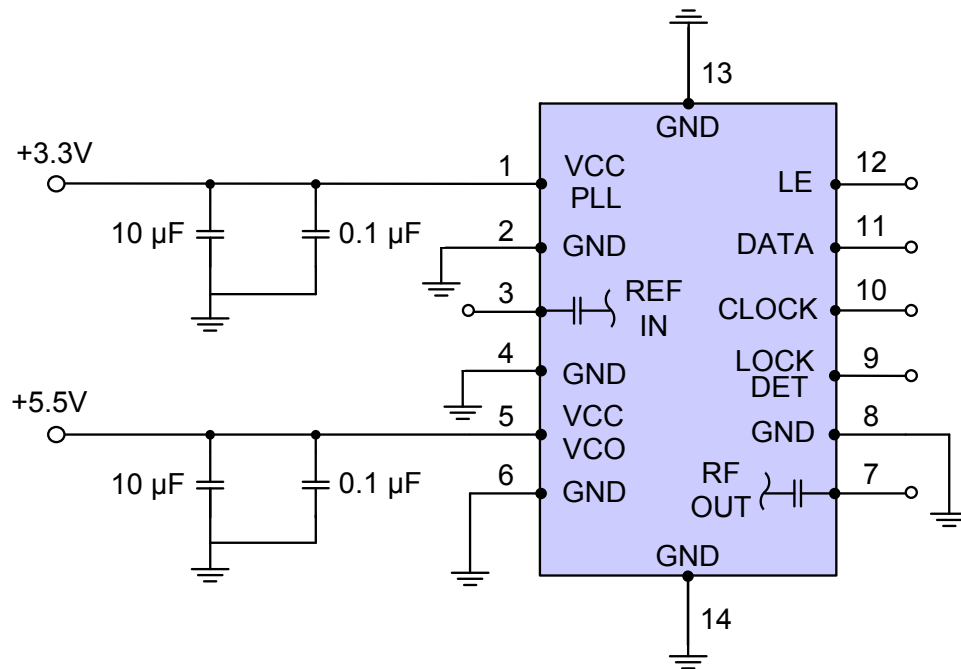 13
GND
+3.3V
1
VCC
PLL
10 µF
0.1 µF
2
GND
3
REF
IN
4
GND
+5.5V
5
VCC
VCO
10 µF
0.1 µF
6
GND
12
LE
11
DATA
10
CLOCK
9
LOCK
DET
8
GND
7
RF
OUT
GND
14